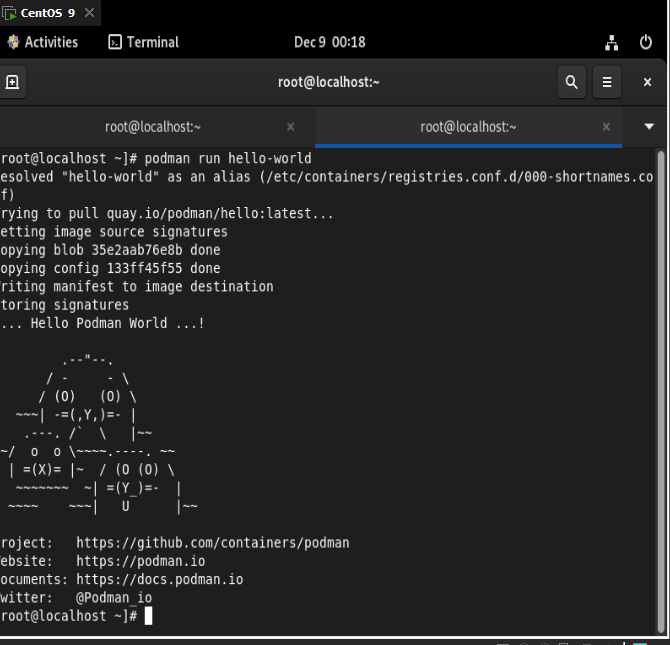 CentOS 9
Activities Terminal Dec 9 00:18
root@localhost:~
root@localhost:~ root@localhost:~
root@localhost ~]# podman run hello-world
esolved "hello-world" as an alias (/etc/containers/registries.conf.d/000-shortnames.co
f)
rying to pull quay.io/podman/hello:latest...
etting image source signatures
opying blob 35e2aab76e8b done
opying config 133ff45f55 done
riting manifest to image destination
toring signatures
... Hello Podman World ...!
         .--"--.
       / -     - \
      / (O)   (O) \
   ~~~| -=(,Y,)=- |
    .---. /`  \   |~~
~/  o  o \~~~~.----. ~~
 | =(X)= |~  / (O (O) \
  ~~~~~~~  ~| =(Y_)=-  |
 ~~~~    ~~~|   U      |~~
roject:   https://github.com/containers/podman
ebsite:   https://podman.io
ocuments: https://docs.podman.io
witter:   @Podman_io
root@localhost ~]#